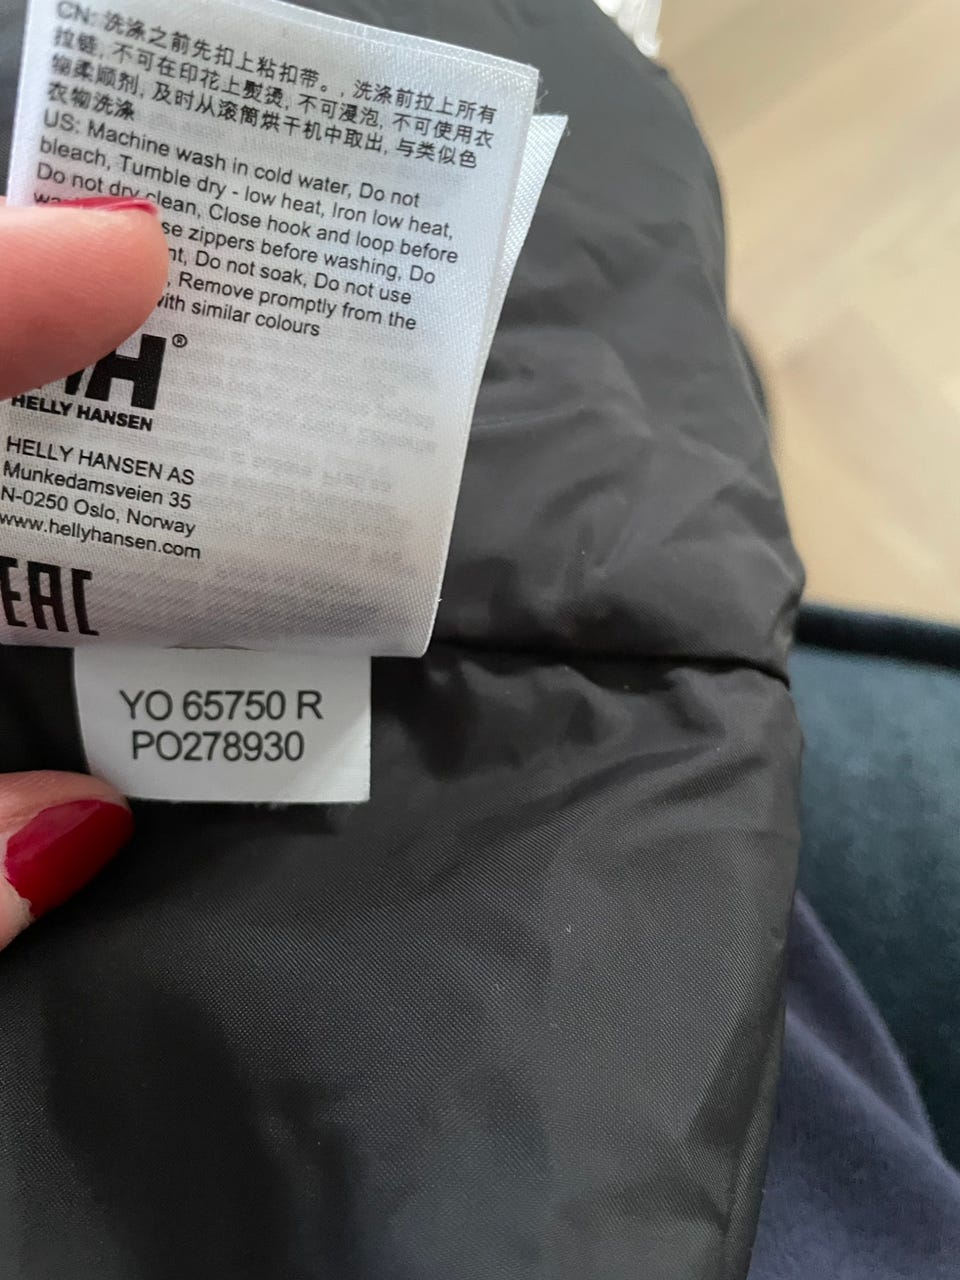 CN: 洗涤之前先扣上粘扣带。, 洗涤前拉上所有
拉链, 不可在印花上熨烫, 不可浸泡, 不可使用衣
物柔顺剂, 及时从滚筒烘干机中取出, 与类似色
衣物洗涤
US: Machine wash in cold water, Do not
bleach, Tumble dry - low heat, Iron low heat,
Do not dry clean, Close hook and loop before
zippers before washing, Do
Do not soak, Do not use
, Remove promptly from the
with similar colours
HH®
HELLY HANSEN
HELLY HANSEN AS
Munkedamsveien 35
N-0250 Oslo, Norway
www.hellyhansen.com
EAC
YO 65750 R
PO278930